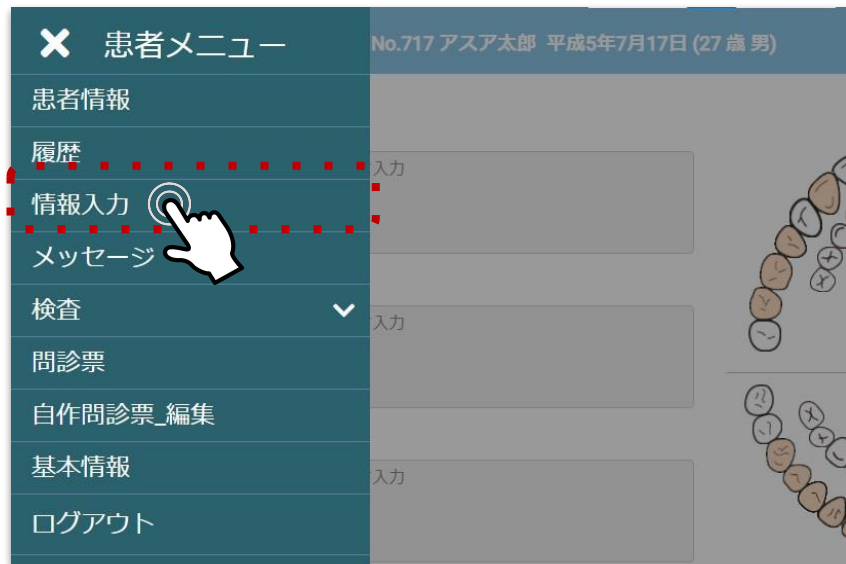 患者メニュー
No.717 アスア太郎 平成5年7月17日 (27 歳 男)
患者情報
履歴
入力
情報入力
メッセージ
検査
入力
問診票
自作問診票_編集
基本情報
入力
ログアウト